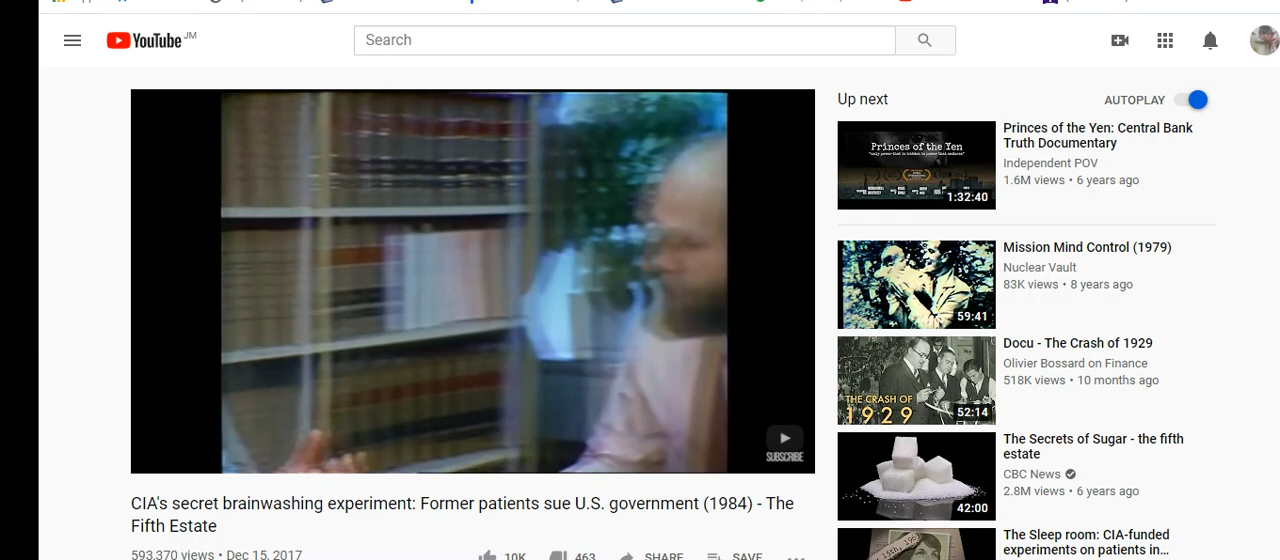 YouTube JM
Search
SUBSCRIBE
CIA's secret brainwashing experiment: Former patients sue U.S. government (1984) - The
Fifth Estate
593,370 views • Dec 15, 2017
10K
463
SHARE
SAVE
Up next
AUTOPLAY
Princes of the Yen
1:32:40
Princes of the Yen: Central Bank
Truth Documentary
Independent POV
1.6M views • 6 years ago
59:41
Mission Mind Control (1979)
Nuclear Vault
83K views • 8 years ago
THE CRASH OF
1929
52:14
Docu - The Crash of 1929
Olivier Bossard on Finance
518K views • 10 months ago
42:00
The Secrets of Sugar - the fifth
estate
CBC News
2.8M views • 6 years ago
The Sleep room: CIA-funded
experiments on patients in…